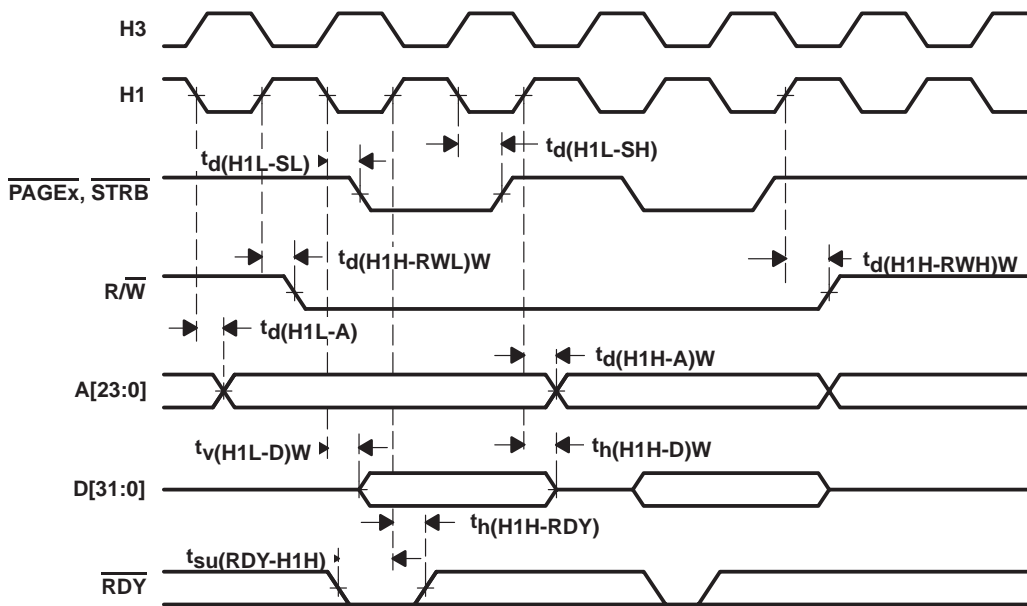 H3
H1
td(H1L-SH)
td(H1L-SL)
PAGEx, STRB
td(H1H-RWL)W
td(H1H-RWH)W
R/W
td(H1L-A)
td(H1H-A)W
A[23:0]
tv(H1L-D)W
th(H1H-D)W
D[31:0]
th(H1H-RDY)
tsu(RDY-H1H)
RDY